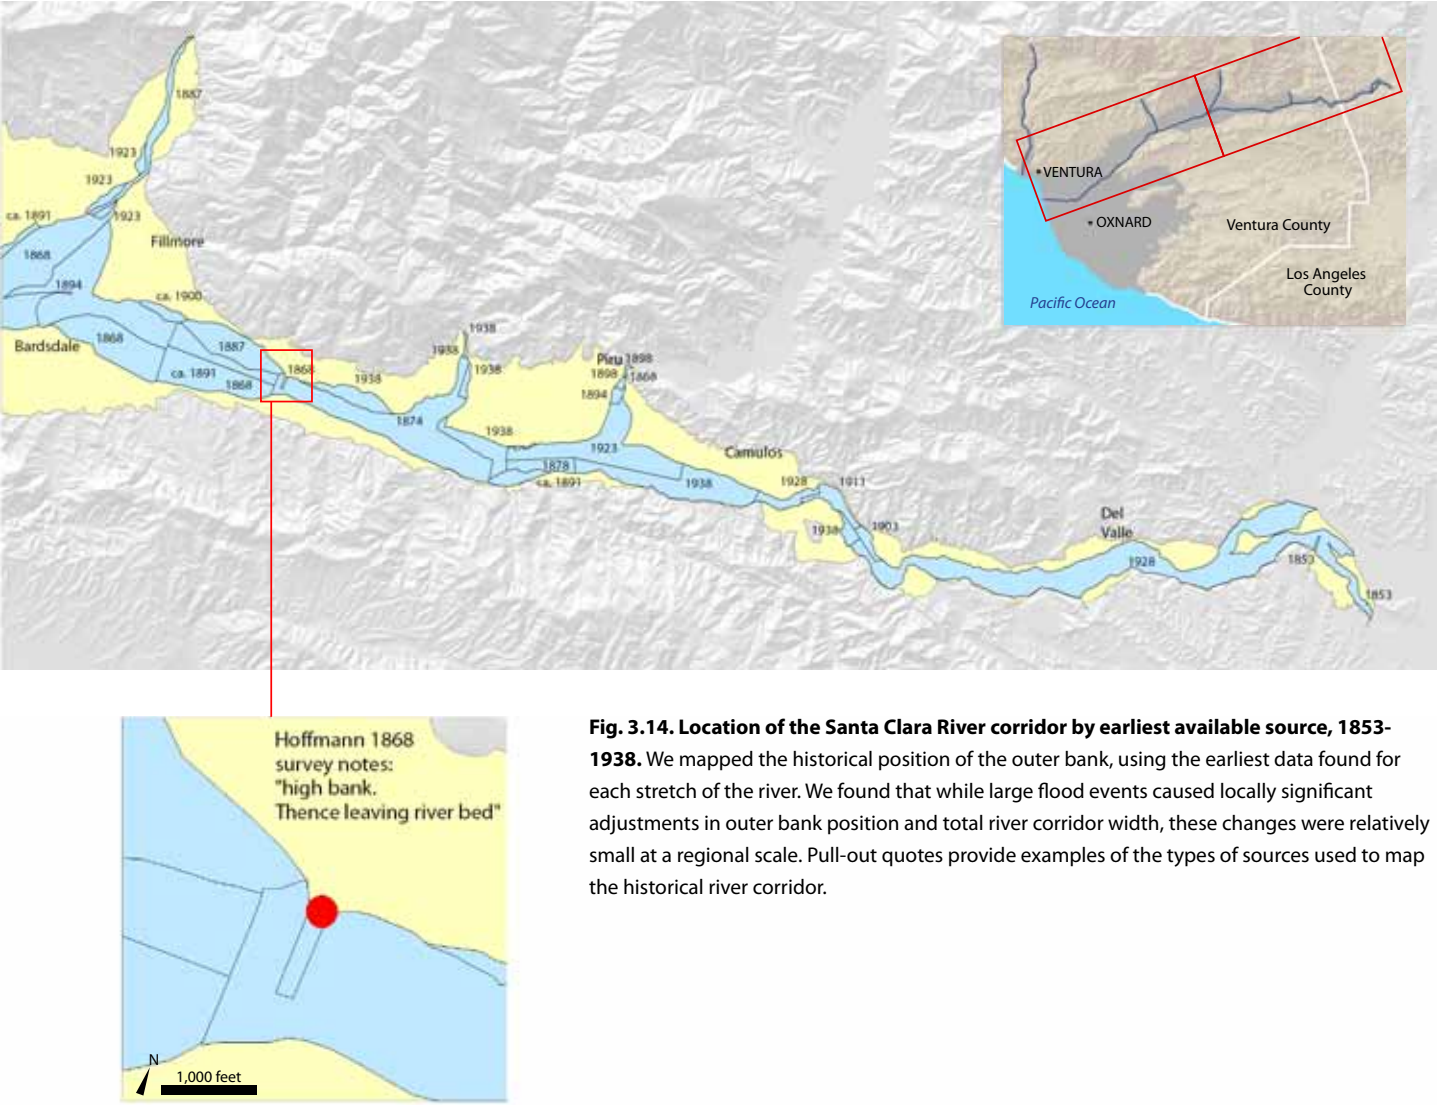 1887
1923
1923
1923
ca. 1891
Fillmore
1868
1894
ca. 1900
Bardsdale
1868
1887
ca. 1891
1868
1868
1938
1938
1938
1938
1874
1938
Piru
1898
1898
1868
1894
1923
1878
ca. 1891
1938
Camulos
1928
1911
1938
1903
Del
Valle
1928
1853
1853
VENTURA
OXNARD
Ventura County
Los Angeles
County
Pacific Ocean
Hoffmann 1868
survey notes:
"high bank.
Thence leaving river bed"
N
1,000 feet
Fig. 3.14. Location of the Santa Clara River corridor by earliest available source, 1853-
1938. We mapped the historical position of the outer bank, using the earliest data found for
each stretch of the river. We found that while large flood events caused locally significant
adjustments in outer bank position and total river corridor width, these changes were relatively
small at a regional scale. Pull-out quotes provide examples of the types of sources used to map
the historical river corridor.